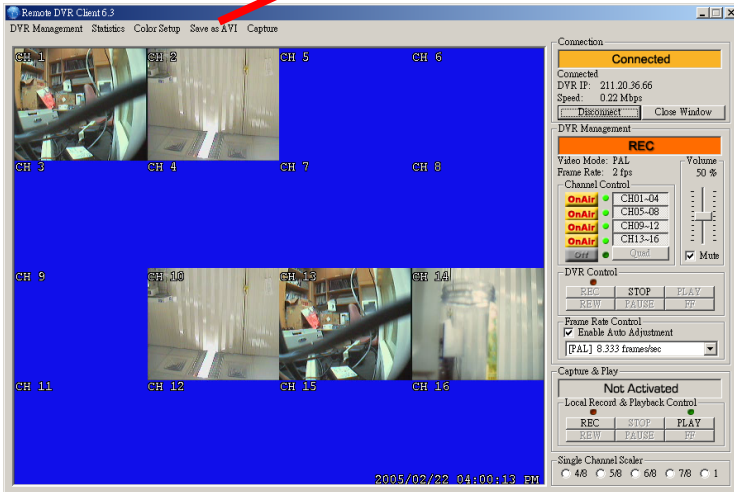 Remote DVR Client 6.3
DVR Management Statistics Color Setup Save as AVI Capture
CH 1 CH 2 CH 5 CH 6
CH 3 CH 4 CH 7 CH 8
CH 9 CH 10 CH 13 CH 14
CH 11 CH 12 CH 15 CH 16
2005/02/22 04:00:13 PM
Connection
Connected
Connected
DVR IP: 211.20.36.66
Speed: 0.22 Mbps
Disconnect Close Window
DVR Management
REC
Video Mode: PAL
Frame Rate: 2 fps
Volume
50 %
Channel Control
OnAir CH01~04
OnAir CH05~08
OnAir CH09~12
OnAir CH13~16
Off Quad
Mute
DVR Control
REC STOP PLAY
REW PAUSE FF
Frame Rate Control
Enable Auto Adjustment
[PAL] 8.333 frames/sec
Capture & Play
Not Activated
Local Record & Playback Control
REC STOP PLAY
REW PAUSE FF
Single Channel Scaler
4/8 5/8 6/8 7/8 1